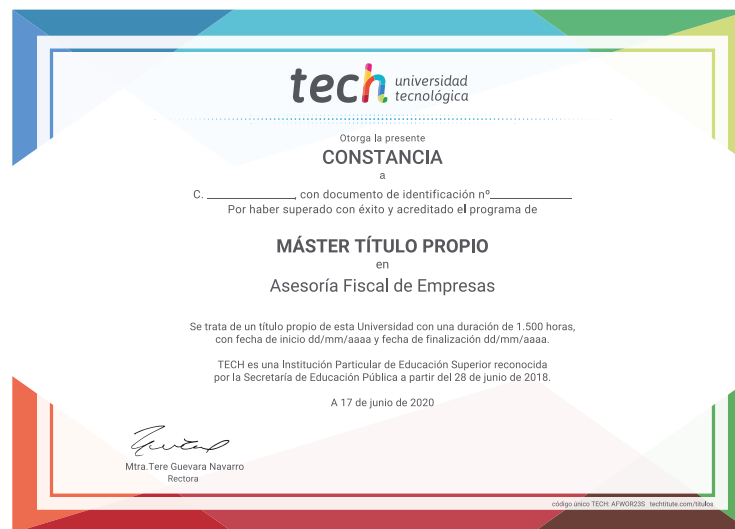 tech universidad
tecnológica
Otorga la presente
CONSTANCIA
a
C. ______________, con documento de identificación nº______________
Por haber superado con éxito y acreditado el programa de
MÁSTER TÍTULO PROPIO
en
Asesoría Fiscal de Empresas
Se trata de un título propio de esta Universidad con una duración de 1.500 horas,
con fecha de inicio dd/mm/aaaa y fecha de finalización dd/mm/aaaa.
TECH es una Institución Particular de Educación Superior reconocida
por la Secretaría de Educación Pública a partir del 28 de junio de 2018.
A 17 de junio de 2020
Mtra.Tere Guevara Navarro
Rectora
código único TECH: AFWOR23S techtitute.com/titulos